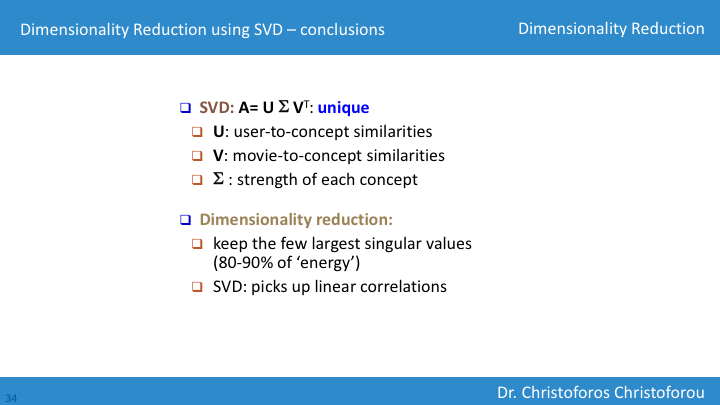 Dimensionality Reduction using SVD – conclusions
Dimensionality Reduction
❑ SVD: A= U Σ Vᵀ: unique
❑ U: user-to-concept similarities
❑ V: movie-to-concept similarities
❑ Σ : strength of each concept
❑ Dimensionality reduction:
❑ keep the few largest singular values
(80-90% of ‘energy’)
❑ SVD: picks up linear correlations
34
Dr. Christoforos Christoforou